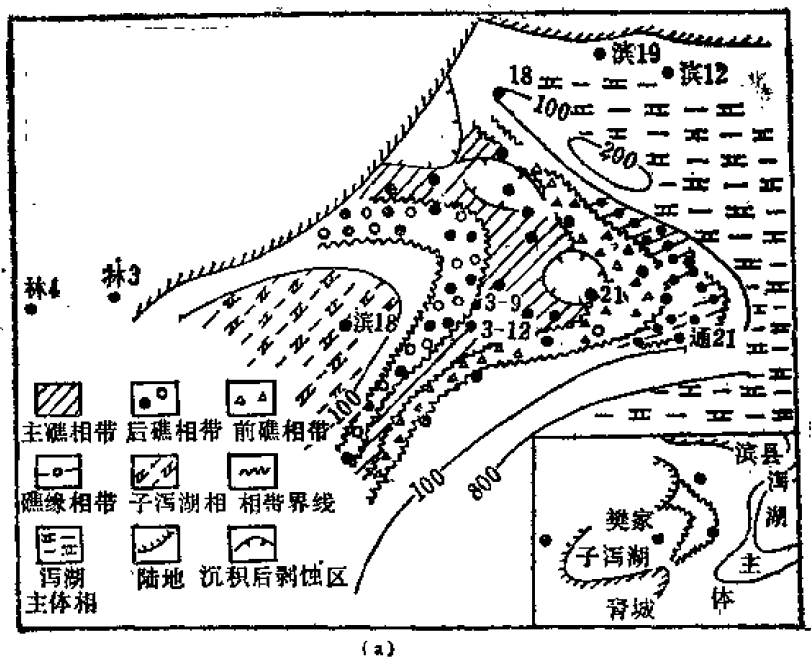 滨19
滨12
18
100
200
林3
林4
滨18
3-9
3-12
21
通21
100
100
800
主礁相带 后礁相带 前礁相带
礁缘相带 子泻湖相 相带界线
泻湖主体相 陆地 沉积后剥蚀区
滨县
泻湖
樊家
子泻湖
主体
青城
(a)